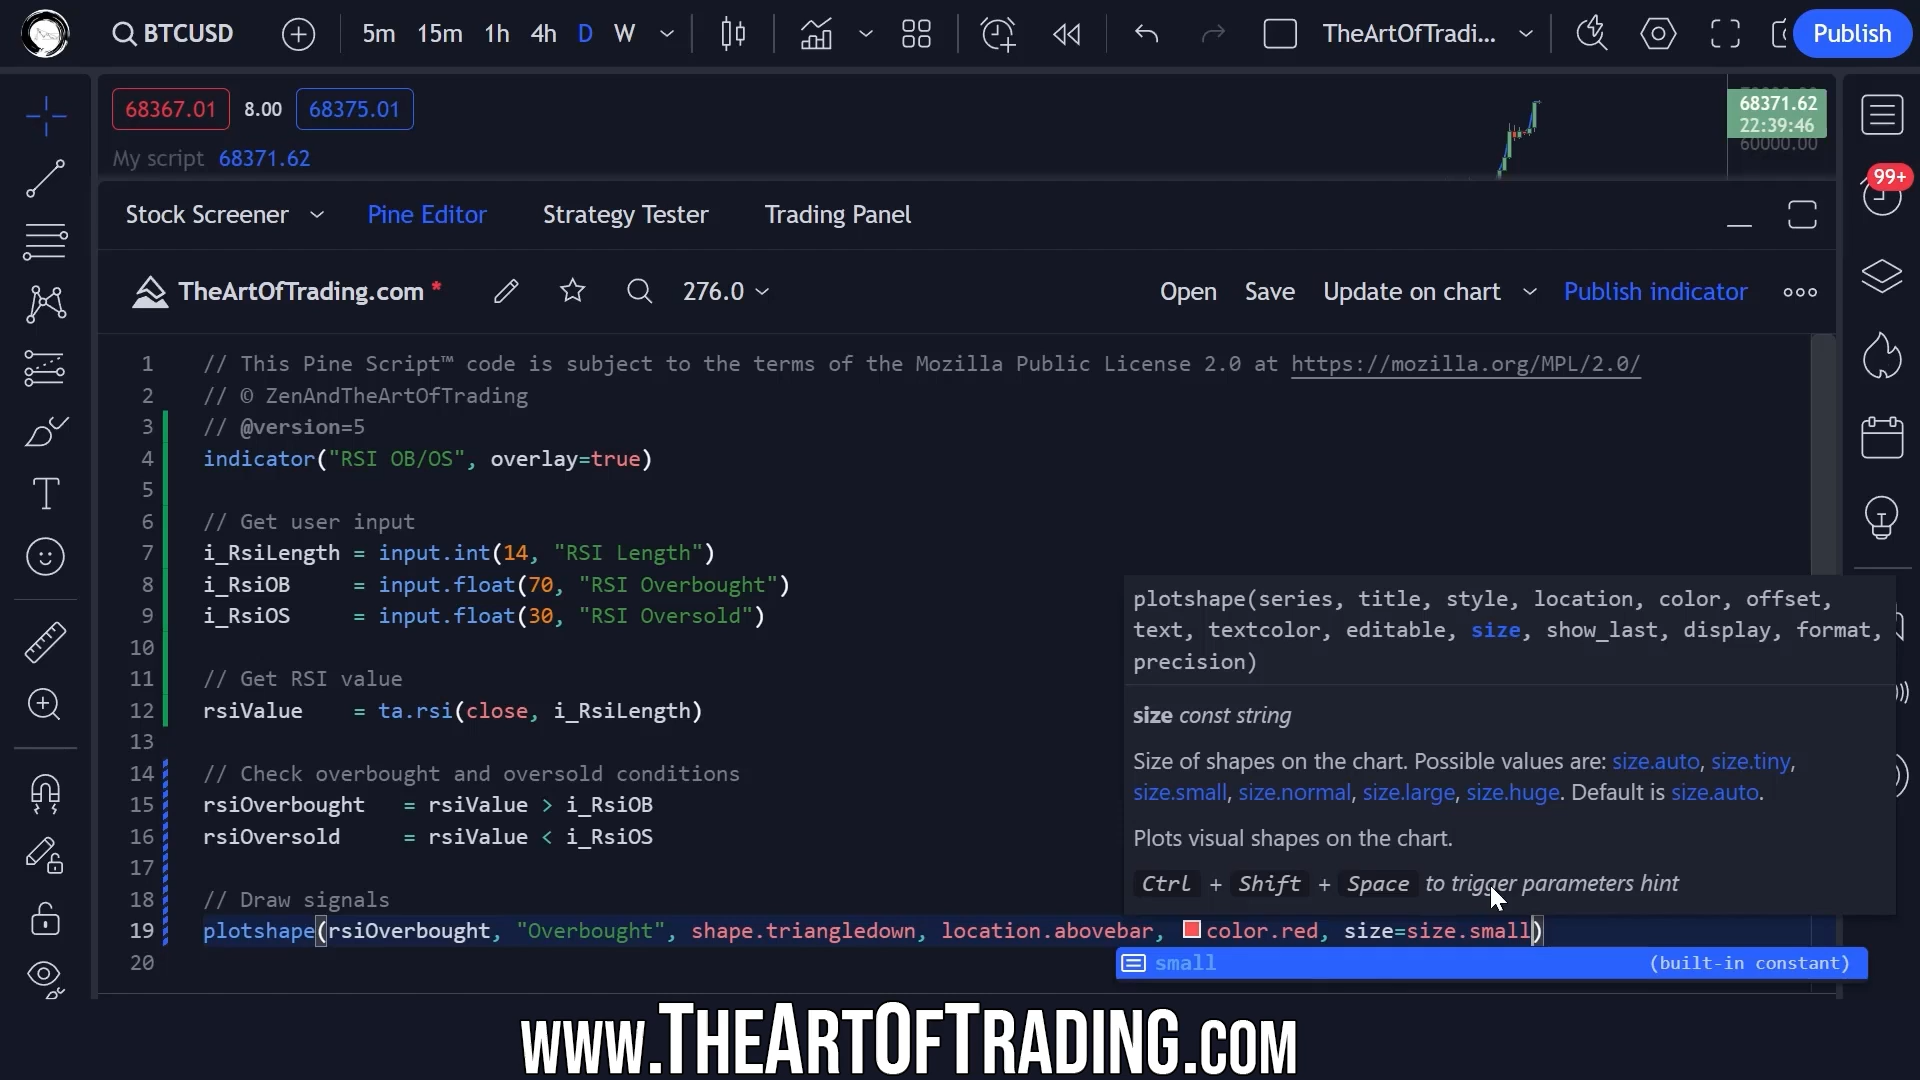 BTCUSD 5m 15m 1h 4h D W TheArtOfTradi... Publish
68367.01 8.00 68375.01
My script 68371.62
68371.62
22:39:46
60000.00
99+
Stock Screener Pine Editor Strategy Tester Trading Panel
TheArtOfTrading.com * 276.0 Open Save Update on chart Publish indicator
1 // This Pine Script™ code is subject to the terms of the Mozilla Public License 2.0 at https://mozilla.org/MPL/2.0/
2 // © ZenAndTheArtOfTrading
3 // @version=5
4 indicator("RSI OB/OS", overlay=true)
5
6 // Get user input
7 i_RsiLength = input.int(14, "RSI Length")
8 i_RsiOB = input.float(70, "RSI Overbought")
9 i_RsiOS = input.float(30, "RSI Oversold")
10
11 // Get RSI value
12 rsiValue = ta.rsi(close, i_RsiLength)
13
14 // Check overbought and oversold conditions
15 rsiOverbought = rsiValue > i_RsiOB
16 rsiOversold = rsiValue < i_RsiOS
17
18 // Draw signals
19 plotshape(rsiOverbought, "Overbought", shape.triangledown, location.abovebar, color.red, size=size.small)
20
plotshape(series, title, style, location, color, offset,
text, textcolor, editable, size, show_last, display, format,
precision)
size const string
Size of shapes on the chart. Possible values are: size.auto, size.tiny,
size.small, size.normal, size.large, size.huge. Default is size.auto.
Plots visual shapes on the chart.
Ctrl + Shift + Space to trigger parameters hint
small (built-in constant)
www.TheArtOfTrading.com